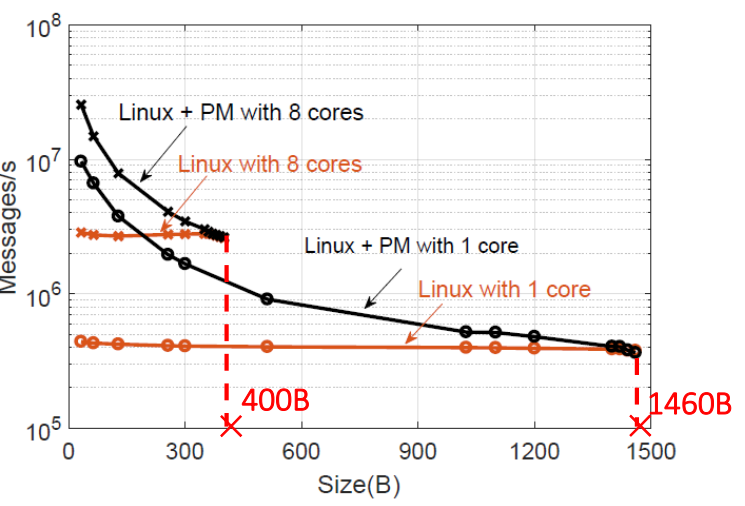 10^8
Linux + PM with 8 cores
10^7
Linux with 8 cores
Messages/s
Linux + PM with 1 core
10^6
Linux with 1 core
400B
1460B
10^5
0 300 600 900 1200 1500
Size(B)